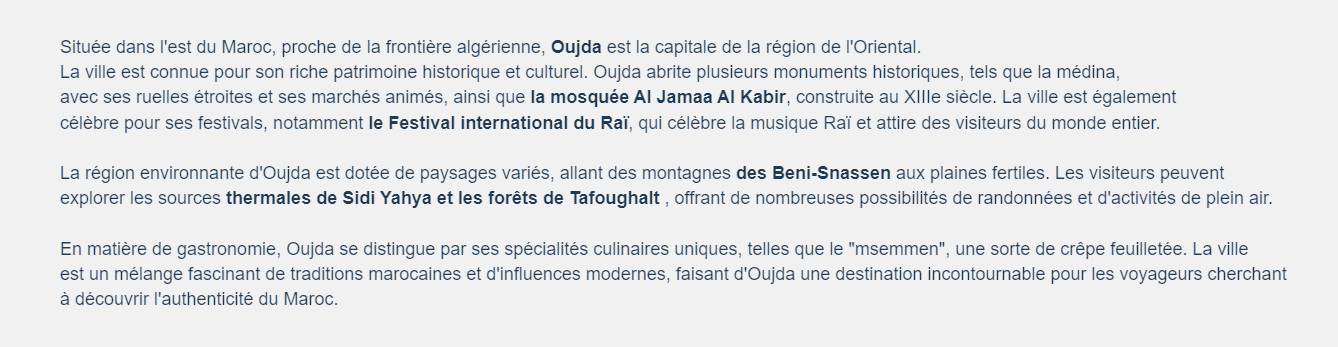 Située dans l'est du Maroc, proche de la frontière algérienne, Oujda est la capitale de la région de l'Oriental.
La ville est connue pour son riche patrimoine historique et culturel. Oujda abrite plusieurs monuments historiques, tels que la médina,
avec ses ruelles étroites et ses marchés animés, ainsi que la mosquée Al Jamaa Al Kabir, construite au XIIIe siècle. La ville est également
célèbre pour ses festivals, notamment le Festival international du Raï, qui célèbre la musique Raï et attire des visiteurs du monde entier.
La région environnante d'Oujda est dotée de paysages variés, allant des montagnes des Beni-Snassen aux plaines fertiles. Les visiteurs peuvent
explorer les sources thermales de Sidi Yahya et les forêts de Tafoughalt , offrant de nombreuses possibilités de randonnées et d'activités de plein air.
En matière de gastronomie, Oujda se distingue par ses spécialités culinaires uniques, telles que le "msemmen", une sorte de crêpe feuilletée. La ville
est un mélange fascinant de traditions marocaines et d'influences modernes, faisant d'Oujda une destination incontournable pour les voyageurs cherchant
à découvrir l'authenticité du Maroc.